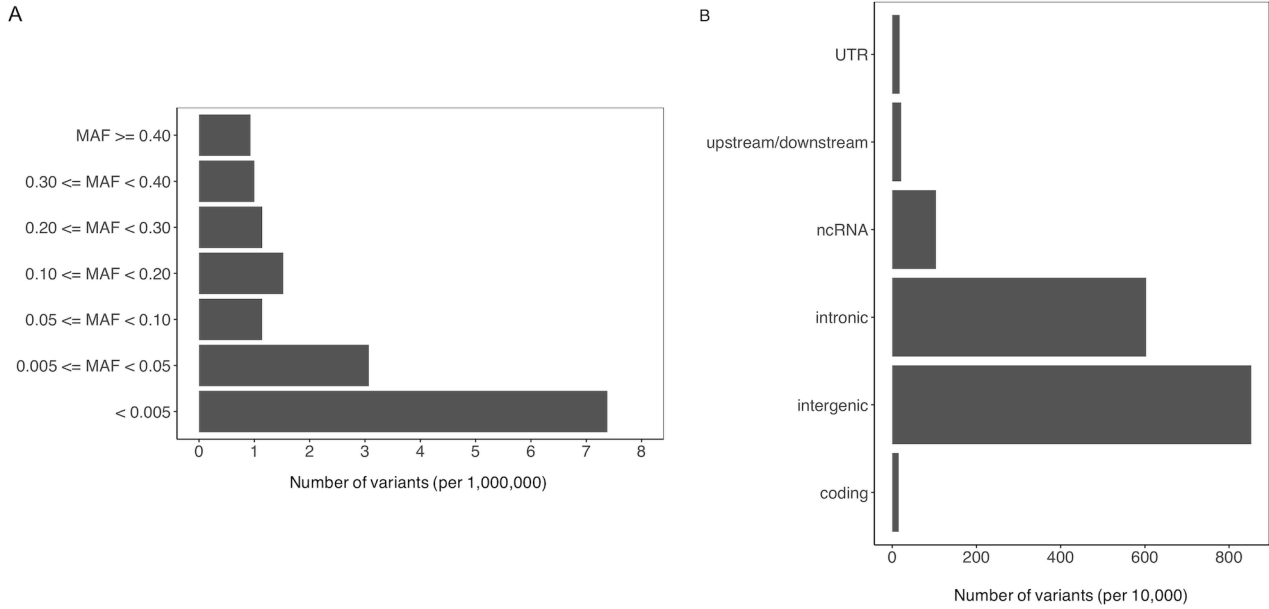 A
MAF >= 0.40
0.30 <= MAF < 0.40
0.20 <= MAF < 0.30
0.10 <= MAF < 0.20
0.05 <= MAF < 0.10
0.005 <= MAF < 0.05
< 0.005
0 1 2 3 4 5 6 7 8
Number of variants (per 1,000,000)
B
UTR
upstream/downstream
ncRNA
intronic
intergenic
coding
0 200 400 600 800
Number of variants (per 10,000)